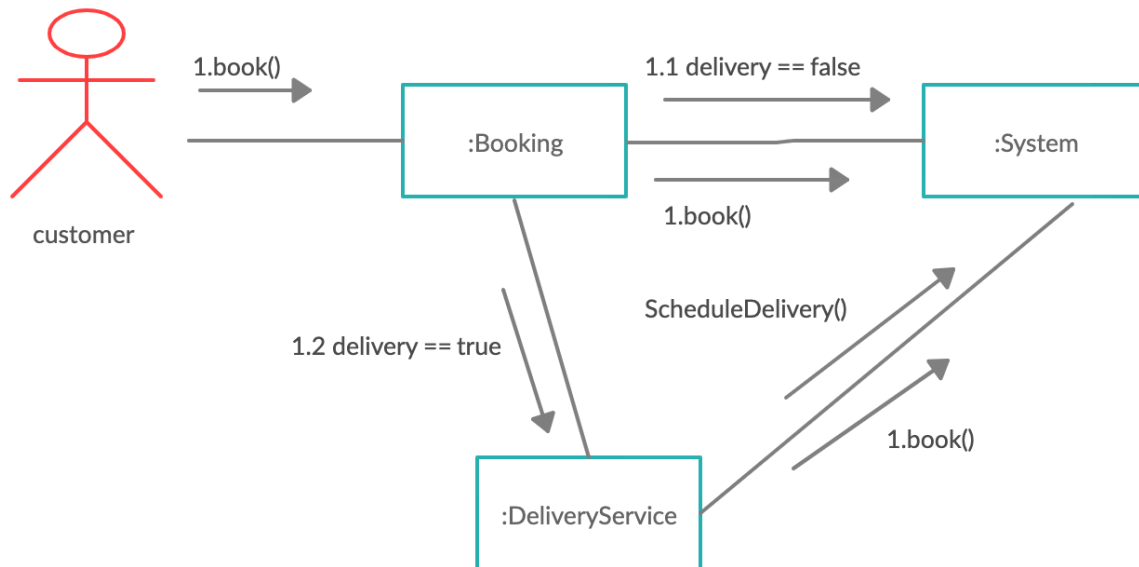 1.book()
1.1 delivery == false
:Booking
:System
1.book()
customer
ScheduleDelivery()
1.2 delivery == true
1.book()
:DeliveryService